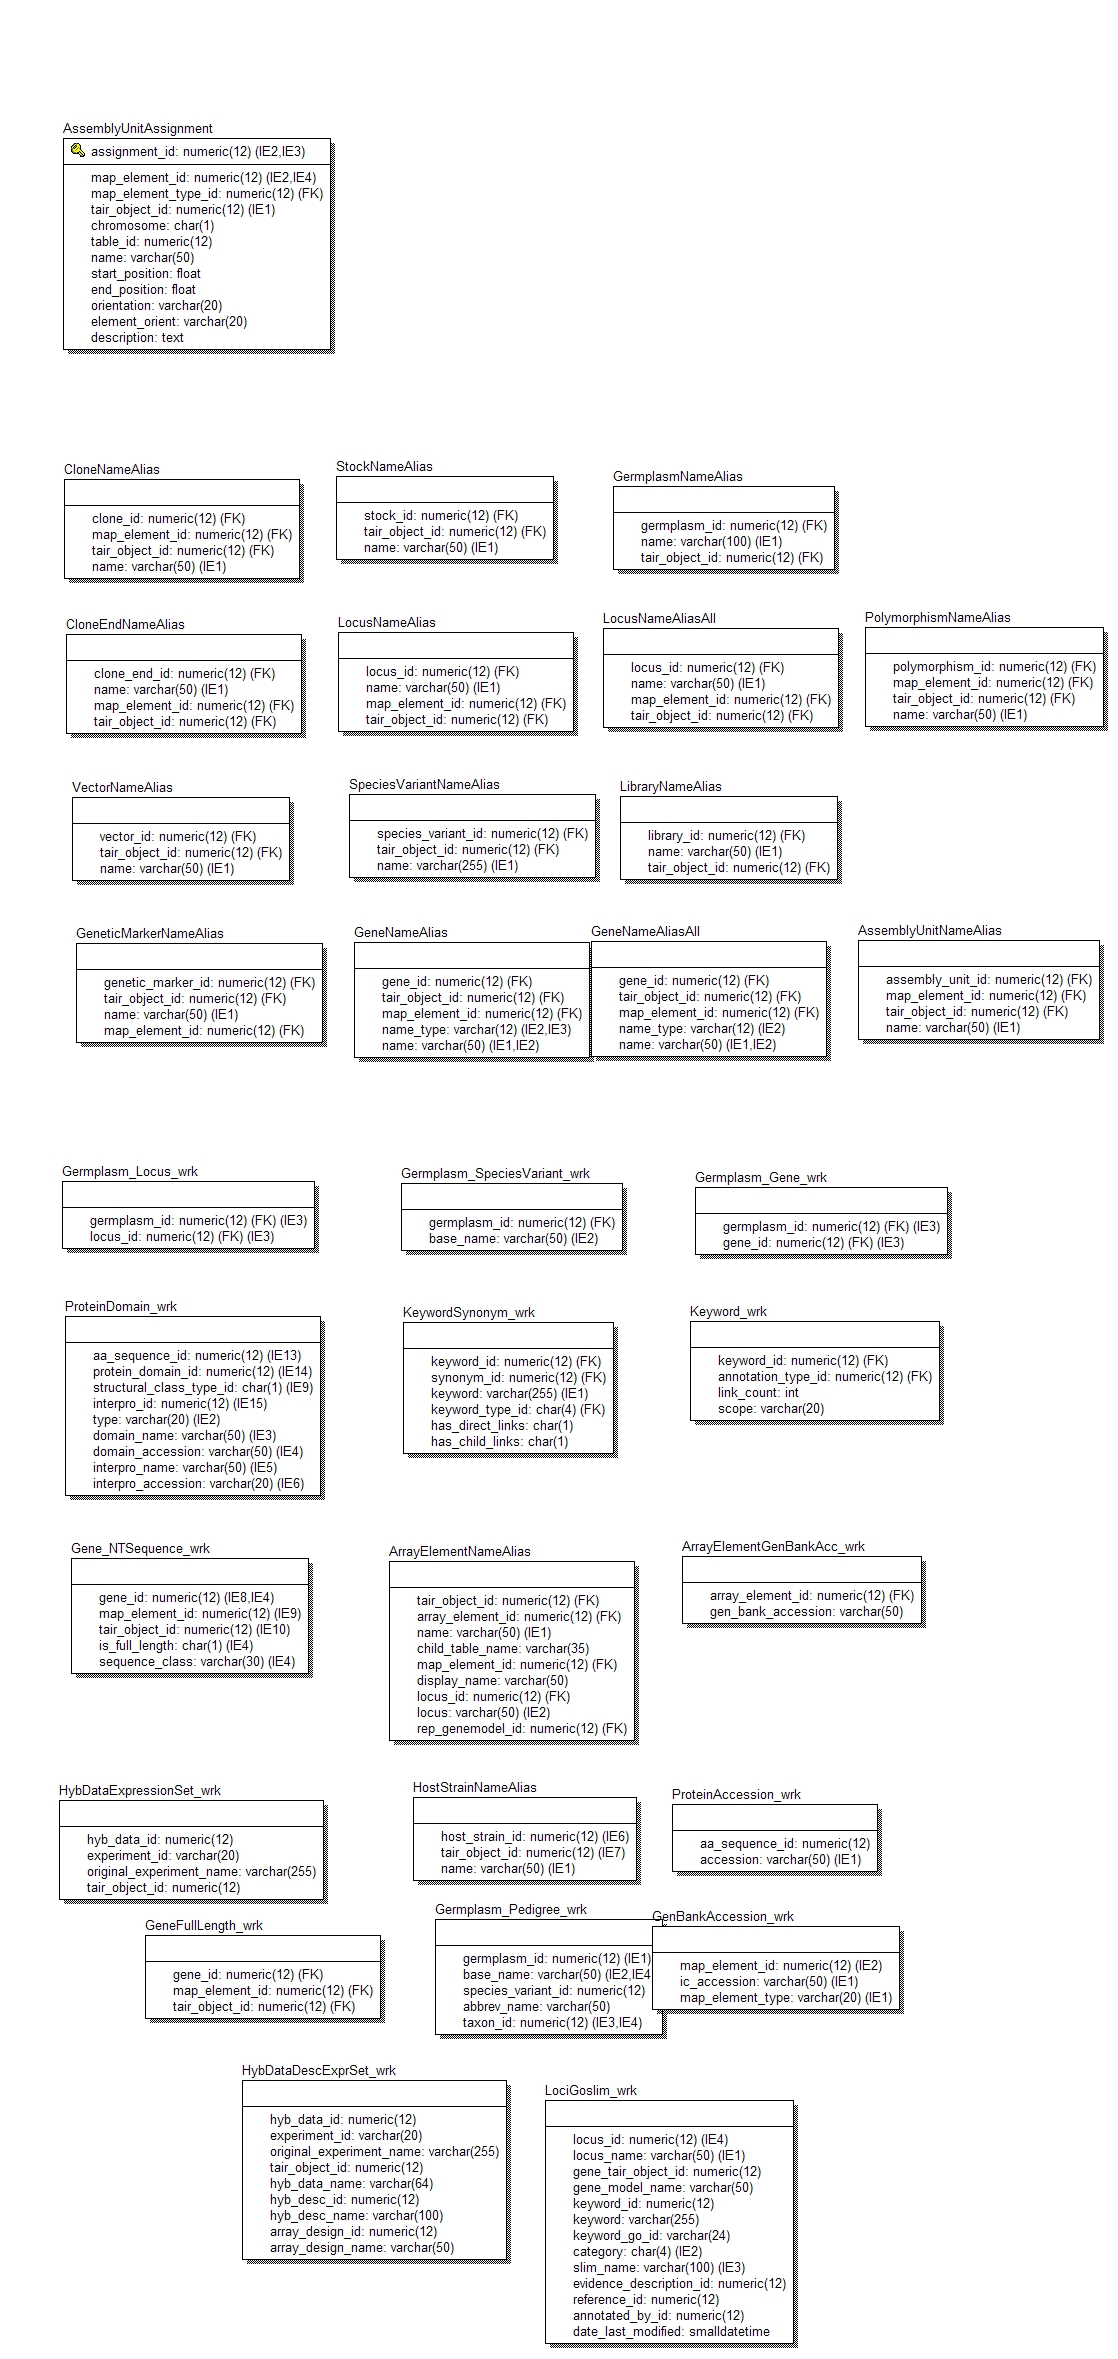 AssemblyUnitAssignment
assignment_id: numeric(12) (IE2,IE3)
map_element_id: numeric(12) (IE2,IE4)
map_element_type_id: numeric(12) (FK)
tair_object_id: numeric(12) (IE1)
chromosome: char(1)
table_id: numeric(12)
name: varchar(50)
start_position: float
end_position: float
orientation: varchar(20)
element_orient: varchar(20)
description: text
CloneNameAlias
clone_id: numeric(12) (FK)
map_element_id: numeric(12) (FK)
tair_object_id: numeric(12) (FK)
name: varchar(50) (IE1)
StockNameAlias
stock_id: numeric(12) (FK)
tair_object_id: numeric(12) (FK)
name: varchar(50) (IE1)
GermplasmNameAlias
germplasm_id: numeric(12) (FK)
name: varchar(100) (IE1)
tair_object_id: numeric(12) (FK)
CloneEndNameAlias
clone_end_id: numeric(12) (FK)
name: varchar(50) (IE1)
map_element_id: numeric(12) (FK)
tair_object_id: numeric(12) (FK)
LocusNameAlias
locus_id: numeric(12) (FK)
name: varchar(50) (IE1)
map_element_id: numeric(12) (FK)
tair_object_id: numeric(12) (FK)
LocusNameAliasAll
locus_id: numeric(12) (FK)
name: varchar(50) (IE1)
map_element_id: numeric(12) (FK)
tair_object_id: numeric(12) (FK)
PolymorphismNameAlias
polymorphism_id: numeric(12) (FK)
map_element_id: numeric(12) (FK)
tair_object_id: numeric(12) (FK)
name: varchar(50) (IE1)
VectorNameAlias
vector_id: numeric(12) (FK)
tair_object_id: numeric(12) (FK)
name: varchar(50) (IE1)
SpeciesVariantNameAlias
species_variant_id: numeric(12) (FK)
tair_object_id: numeric(12) (FK)
name: varchar(255) (IE1)
LibraryNameAlias
library_id: numeric(12) (FK)
name: varchar(50) (IE1)
tair_object_id: numeric(12) (FK)
GeneticMarkerNameAlias
genetic_marker_id: numeric(12) (FK)
tair_object_id: numeric(12) (FK)
name: varchar(50) (IE1)
map_element_id: numeric(12) (FK)
GeneNameAlias
gene_id: numeric(12) (FK)
tair_object_id: numeric(12) (FK)
map_element_id: numeric(12) (FK)
name_type: varchar(12) (IE2,IE3)
name: varchar(50) (IE1,IE2)
GeneNameAliasAll
gene_id: numeric(12) (FK)
tair_object_id: numeric(12) (FK)
map_element_id: numeric(12) (FK)
name_type: varchar(12) (IE2)
name: varchar(50) (IE1,IE2)
AssemblyUnitNameAlias
assembly_unit_id: numeric(12) (FK)
map_element_id: numeric(12) (FK)
tair_object_id: numeric(12) (FK)
name: varchar(50) (IE1)
Germplasm_Locus_wrk
germplasm_id: numeric(12) (FK) (IE3)
locus_id: numeric(12) (FK) (IE3)
Germplasm_SpeciesVariant_wrk
germplasm_id: numeric(12) (FK)
base_name: varchar(50) (IE2)
Germplasm_Gene_wrk
germplasm_id: numeric(12) (FK) (IE3)
gene_id: numeric(12) (FK) (IE3)
ProteinDomain_wrk
aa_sequence_id: numeric(12) (IE13)
protein_domain_id: numeric(12) (IE14)
structural_class_type_id: char(1) (IE9)
interpro_id: numeric(12) (IE15)
type: varchar(20) (IE2)
domain_name: varchar(50) (IE3)
domain_accession: varchar(50) (IE4)
interpro_name: varchar(50) (IE5)
interpro_accession: varchar(20) (IE6)
KeywordSynonym_wrk
keyword_id: numeric(12) (FK)
synonym_id: numeric(12) (FK)
keyword: varchar(255) (IE1)
keyword_type_id: char(4) (FK)
has_direct_links: char(1)
has_child_links: char(1)
Keyword_wrk
keyword_id: numeric(12) (FK)
annotation_type_id: numeric(12) (FK)
link_count: int
scope: varchar(20)
Gene_NTSequence_wrk
gene_id: numeric(12) (IE8,IE4)
map_element_id: numeric(12) (IE9)
tair_object_id: numeric(12) (IE10)
is_full_length: char(1) (IE4)
sequence_class: varchar(30) (IE4)
ArrayElementNameAlias
tair_object_id: numeric(12) (FK)
array_element_id: numeric(12) (FK)
name: varchar(50) (IE1)
child_table_name: varchar(35)
map_element_id: numeric(12) (FK)
display_name: varchar(50)
locus_id: numeric(12) (FK)
locus: varchar(50) (IE2)
rep_genemodel_id: numeric(12) (FK)
ArrayElementGenBankAcc_wrk
array_element_id: numeric(12) (FK)
gen_bank_accession: varchar(50)
HybDataExpressionSet_wrk
hyb_data_id: numeric(12)
experiment_id: varchar(20)
original_experiment_name: varchar(255)
tair_object_id: numeric(12)
HostStrainNameAlias
host_strain_id: numeric(12) (IE6)
tair_object_id: numeric(12) (IE7)
name: varchar(50) (IE1)
ProteinAccession_wrk
aa_sequence_id: numeric(12)
accession: varchar(50) (IE1)
GeneFullLength_wrk
gene_id: numeric(12) (FK)
map_element_id: numeric(12) (FK)
tair_object_id: numeric(12) (FK)
Germplasm_Pedigree_wrk
germplasm_id: numeric(12) (IE1)
base_name: varchar(50) (IE2,IE4
species_variant_id: numeric(12)
abbrev_name: varchar(50)
taxon_id: numeric(12) (IE3,IE4)
GenBankAccession_wrk
map_element_id: numeric(12) (IE2)
ic_accession: varchar(50) (IE1)
map_element_type: varchar(20) (IE1)
HybDataDescExprSet_wrk
hyb_data_id: numeric(12)
experiment_id: varchar(20)
original_experiment_name: varchar(255)
tair_object_id: numeric(12)
hyb_data_name: varchar(64)
hyb_desc_id: numeric(12)
hyb_desc_name: varchar(100)
array_design_id: numeric(12)
array_design_name: varchar(50)
LociGoslim_wrk
locus_id: numeric(12) (IE4)
locus_name: varchar(50) (IE1)
gene_tair_object_id: numeric(12)
gene_model_name: varchar(50)
keyword_id: numeric(12)
keyword: varchar(255)
keyword_go_id: varchar(24)
category: char(4) (IE2)
slim_name: varchar(100) (IE3)
evidence_description_id: numeric(12)
reference_id: numeric(12)
annotated_by_id: numeric(12)
date_last_modified: smalldatetime